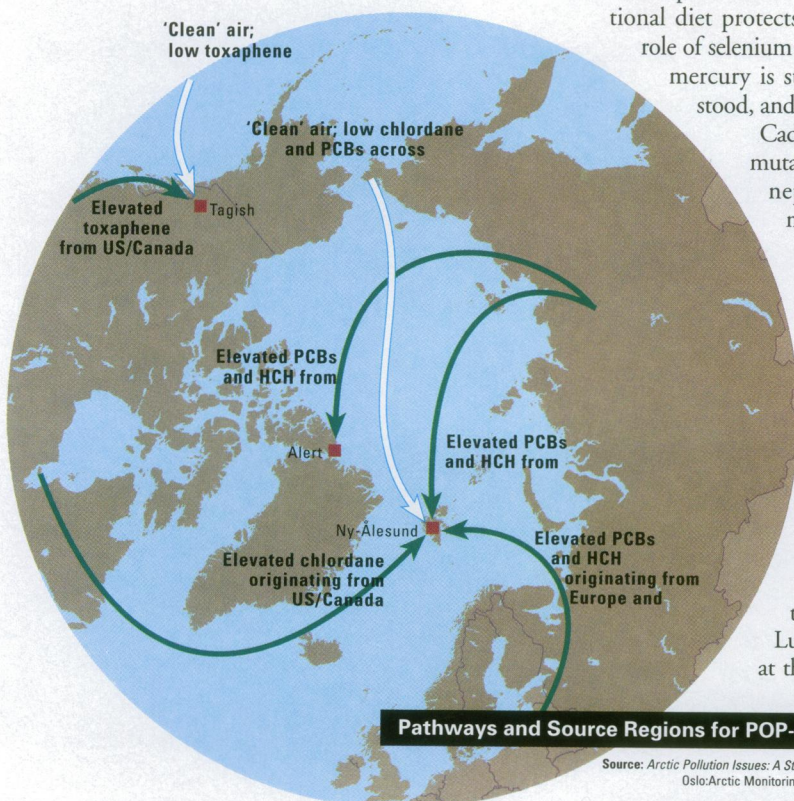 tional diet protects
role of selenium
mercury is su
stood, and
Cad
muta
neg
'Clean' air;
low toxaphene
'Clean' air; low chlordane
and PCBs across
Elevated
toxaphene
from US/Canada
Tagish
Elevated PCBs
and HCH from
Alert
Elevated PCBs
and HCH from
Ny-Ålesund
Elevated chlordane
originating from
US/Canada
Elevated PCBs
and HCH
originating from
Europe and
t
Lu
at th
Pathways and Source Regions for POP-
Source: Arctic Pollution Issues: A St
Oslo:Arctic Monitorin